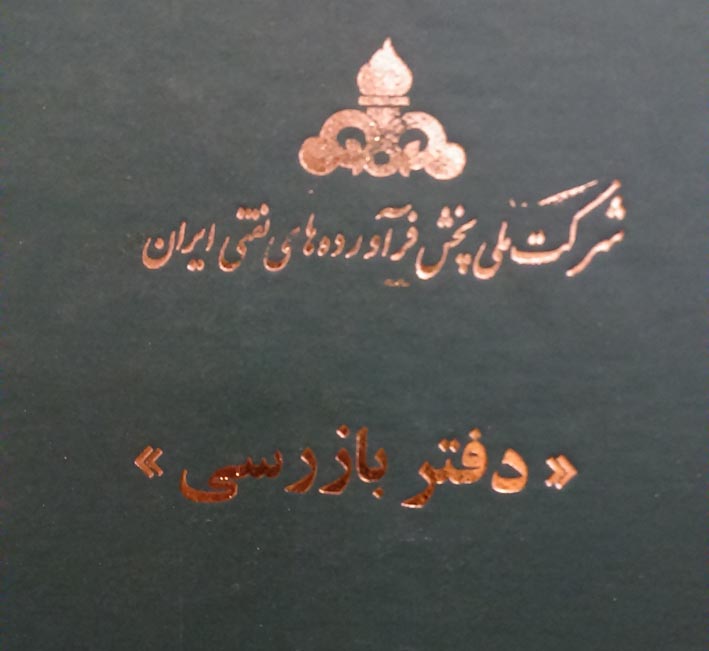 شرکت ملی پخش فرآورده های نفتی ایران
« دفتر بازرسی »